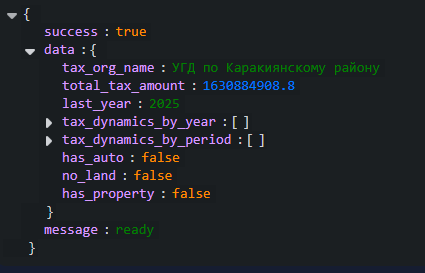 {
success : true
data : {
tax_org_name : УГД по Каракиянскому району
total_tax_amount : 1630884908.8
last_year : 2025
tax_dynamics_by_year : [ ]
tax_dynamics_by_period : [ ]
has_auto : false
no_land : false
has_property : false
}
message : ready
}